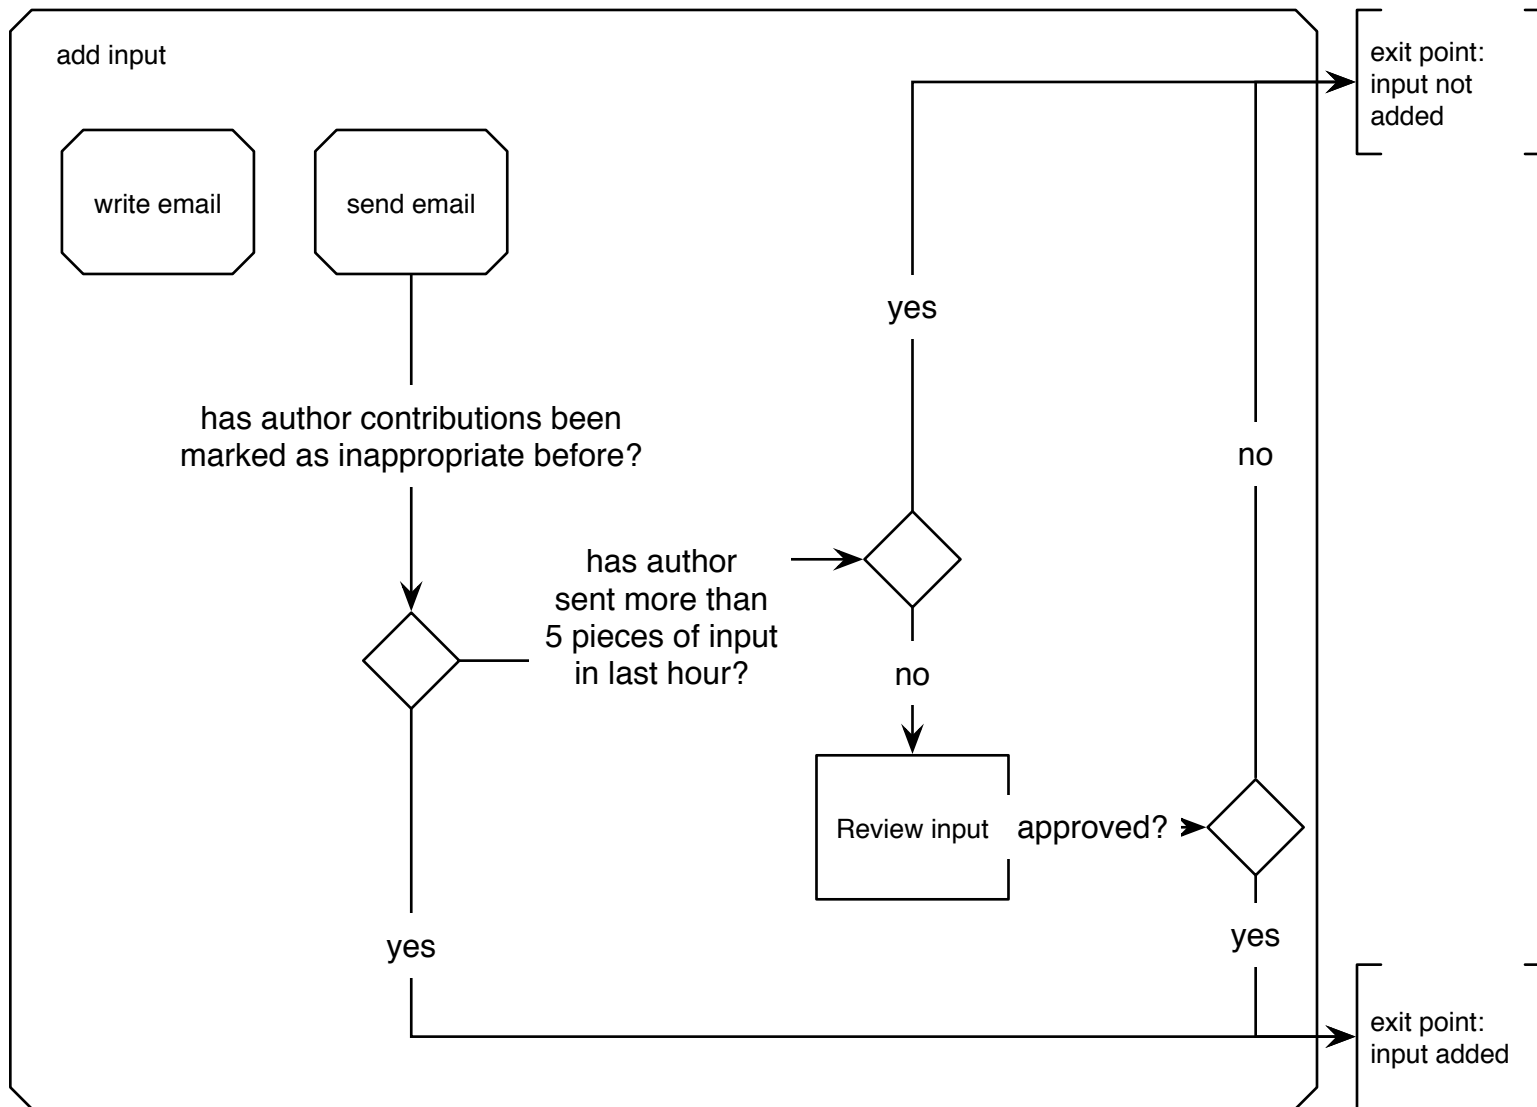 add input
exit point:
input not
added
write email
send email
yes
has author contributions been
marked as inappropriate before?
no
has author
sent more than
5 pieces of input
in last hour?
no
Review input
approved?
yes
yes
exit point:
input added